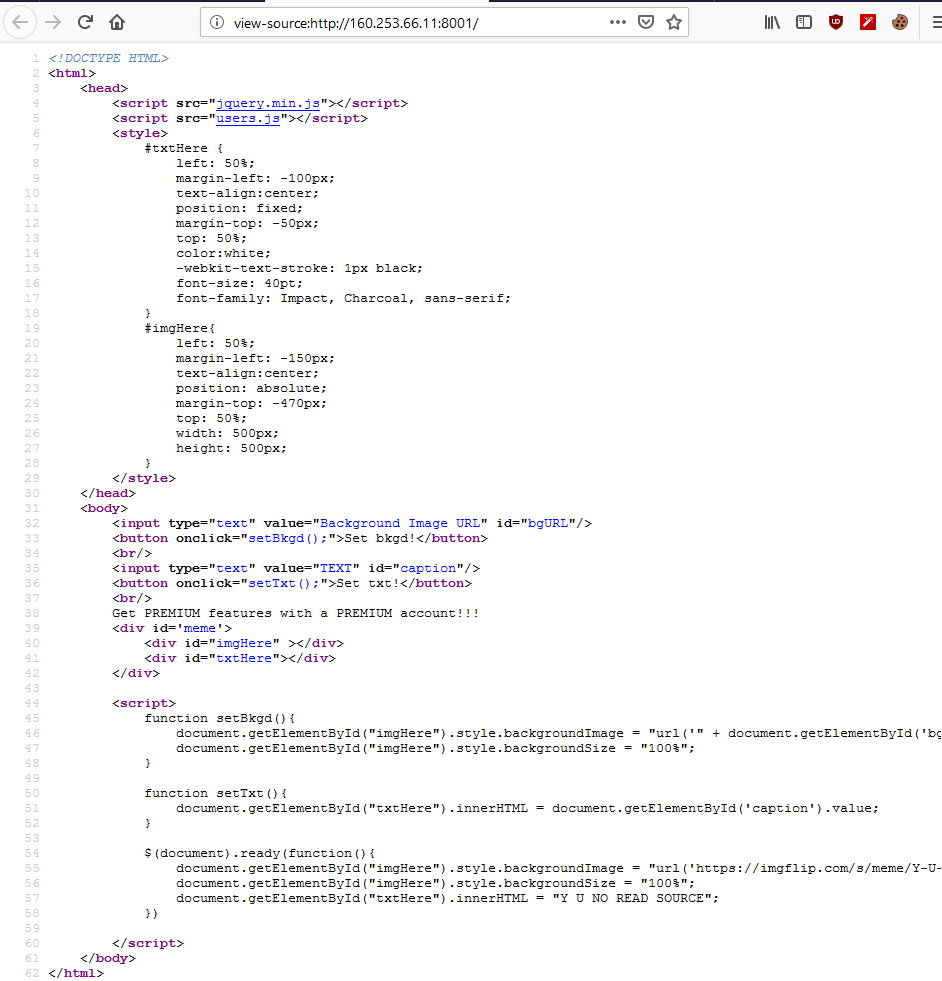 view-source:http://160.253.66.11:8001/
1 <!DOCTYPE HTML>
2 <html>
3 <head>
4 <script src="jquery.min.js"></script>
5 <script src="users.js"></script>
6 <style>
7 #txtHere {
8 left: 50%;
9 margin-left: -100px;
10 text-align:center;
11 position: fixed;
12 margin-top: -50px;
13 top: 50%;
14 color:white;
15 -webkit-text-stroke: 1px black;
16 font-size: 40pt;
17 font-family: Impact, Charcoal, sans-serif;
18 }
19 #imgHere{
20 left: 50%;
21 margin-left: -150px;
22 text-align:center;
23 position: absolute;
24 margin-top: -470px;
25 top: 50%;
26 width: 500px;
27 height: 500px;
28 }
29 </style>
30 </head>
31 <body>
32 <input type="text" value="Background Image URL" id="bgURL"/>
33 <button onclick="setBkgd();">Set bkgd!</button>
34 <br/>
35 <input type="text" value="TEXT" id="caption"/>
36 <button onclick="setTxt();">Set txt!</button>
37 <br/>
38 Get PREMIUM features with a PREMIUM account!!!
39 <div id='meme'>
40 <div id="imgHere" ></div>
41 <div id="txtHere"></div>
42 </div>
43
44 <script>
45 function setBkgd(){
46 document.getElementById("imgHere").style.backgroundImage = "url('" + document.getElementById('bg
47 document.getElementById("imgHere").style.backgroundSize = "100%";
48 }
49
50 function setTxt(){
51 document.getElementById("txtHere").innerHTML = document.getElementById('caption').value;
52 }
53
54 $(document).ready(function(){
55 document.getElementById("imgHere").style.backgroundImage = "url('https://imgflip.com/s/meme/Y-U-
56 document.getElementById("imgHere").style.backgroundSize = "100%";
57 document.getElementById("txtHere").innerHTML = "Y U NO READ SOURCE";
58 })
59
60 </script>
61 </body>
62 </html>